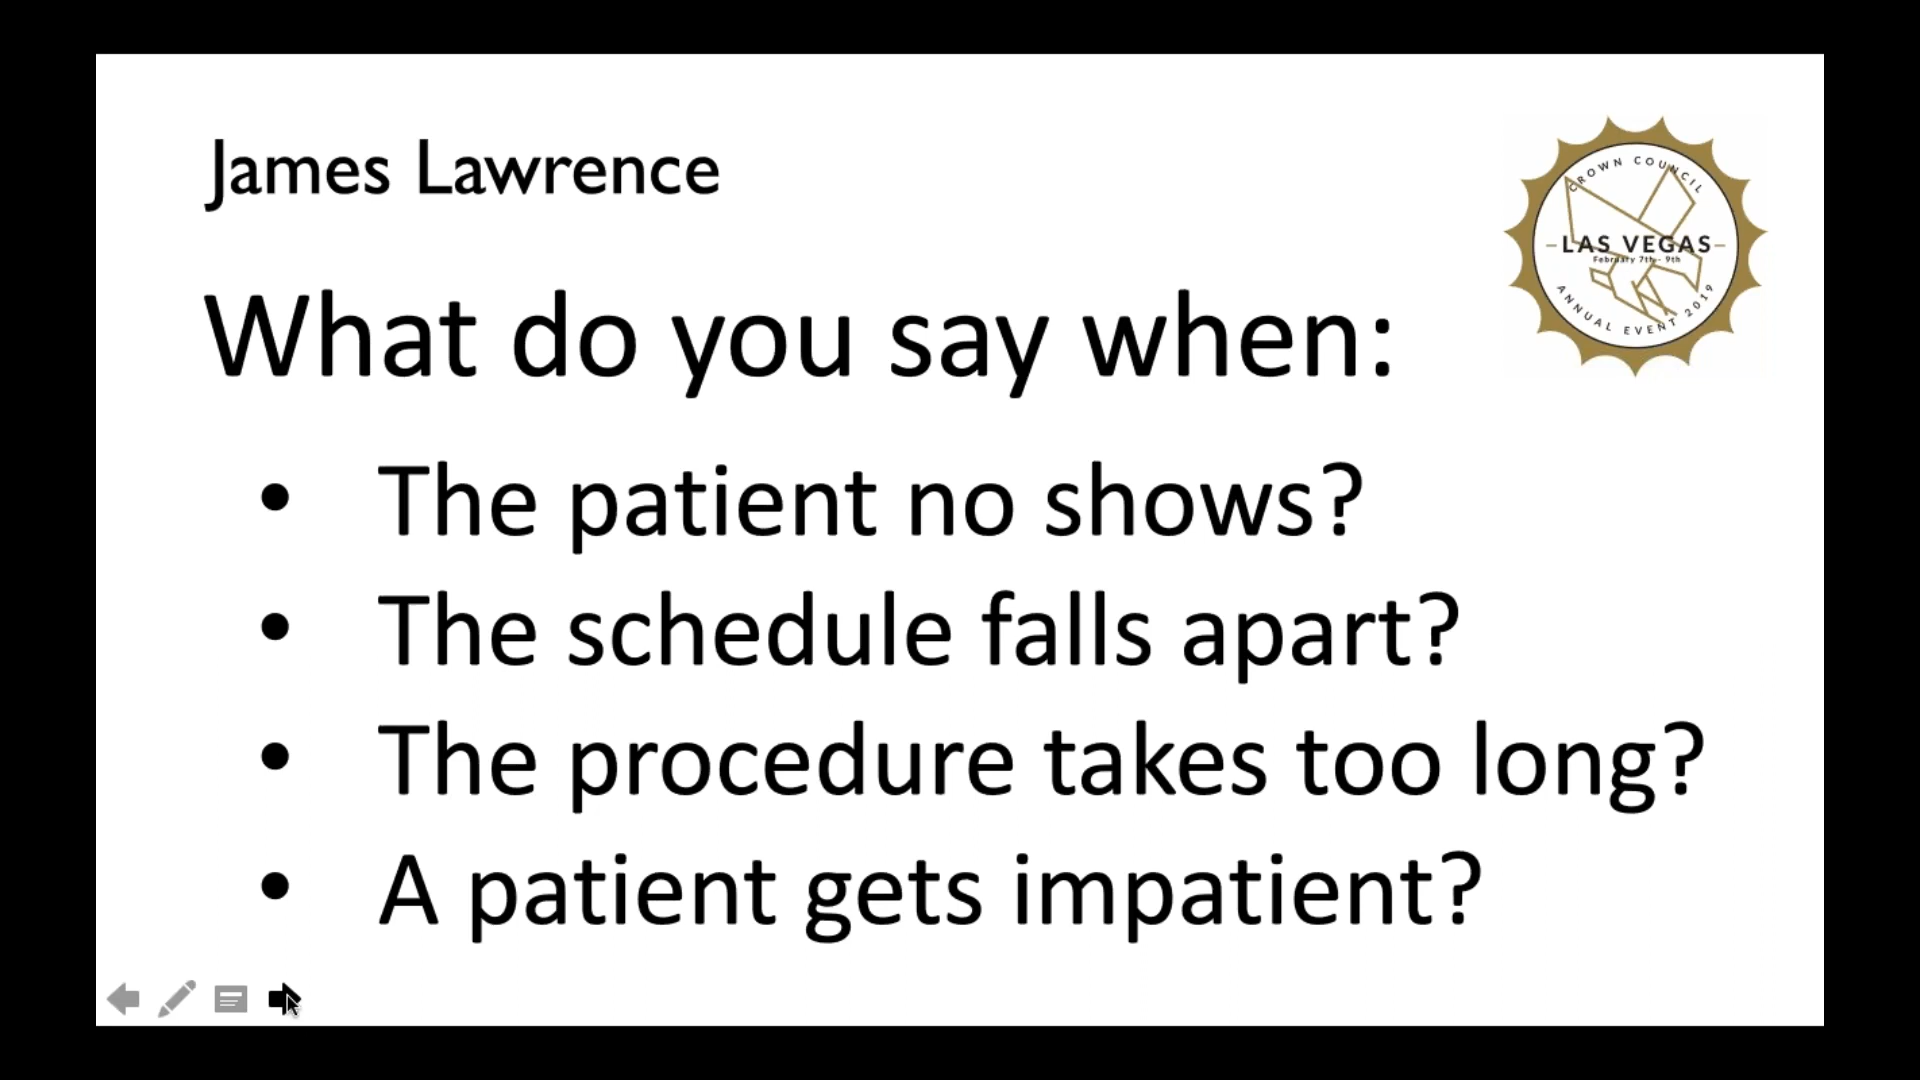 James Lawrence
CROWN COUNCIL
LAS VEGAS
February 7th - 9th
ANNUAL EVENT 2019
What do you say when:
• The patient no shows?
• The schedule falls apart?
• The procedure takes too long?
• A patient gets impatient?